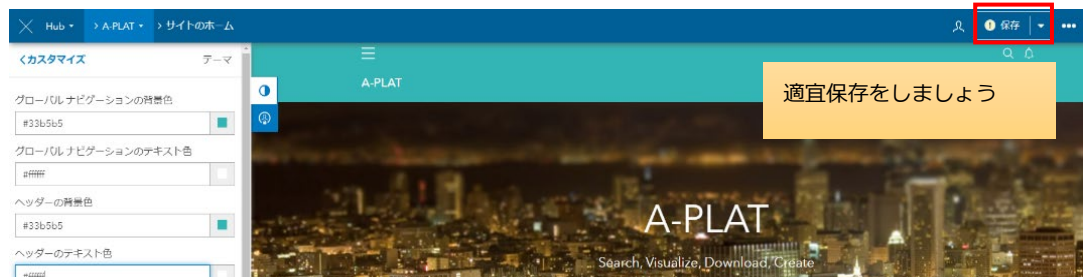 Hub > A-PLAT > サイトのホーム
保存
カスタマイズ
テーマ
グローバル ナビゲーションの背景色
#33b5b5
グローバル ナビゲーションのテキスト色
#ffffff
ヘッダーの背景色
#33b5b5
ヘッダーのテキスト色
#ffffff
A-PLAT
適宜保存をしましょう
A-PLAT
Search, Visualize, Download, Create